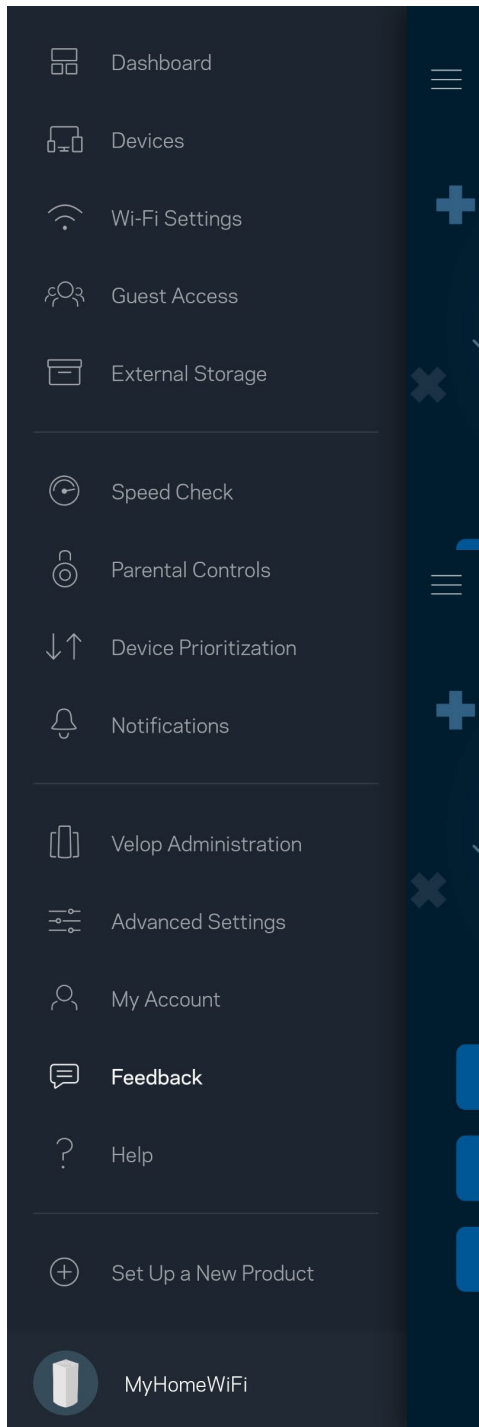 Dashboard
Devices
Wi-Fi Settings
Guest Access
External Storage
Speed Check
Parental Controls
Device Prioritization
Notifications
Velop Administration
Advanced Settings
My Account
Feedback
Help
Set Up a New Product
MyHomeWiFi